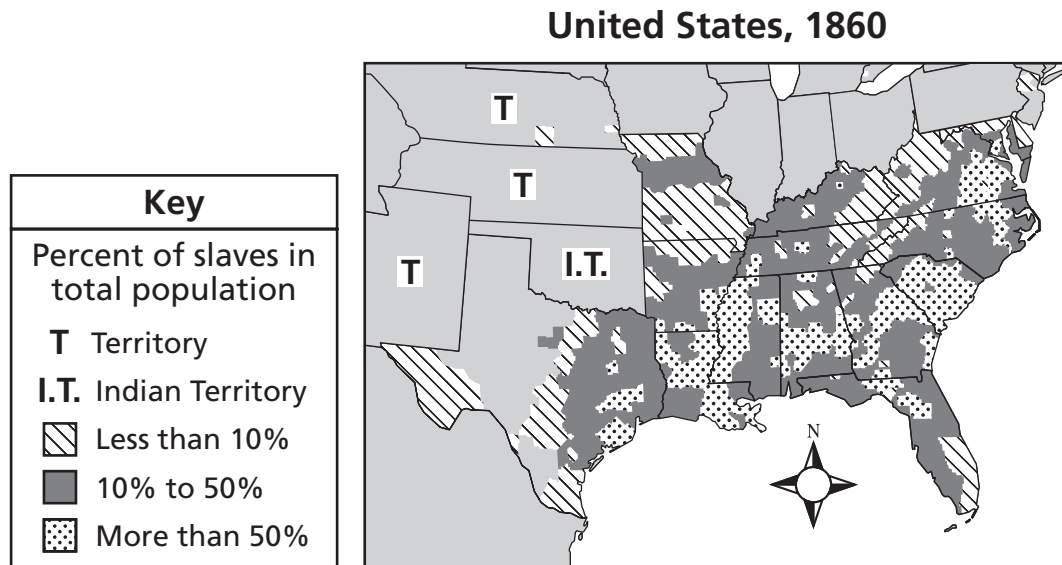 United States, 1860
T
T
T
I.T.
N
Key
Percent of slaves in
total population
T Territory
I.T. Indian Territory
Less than 10%
10% to 50%
More than 50%